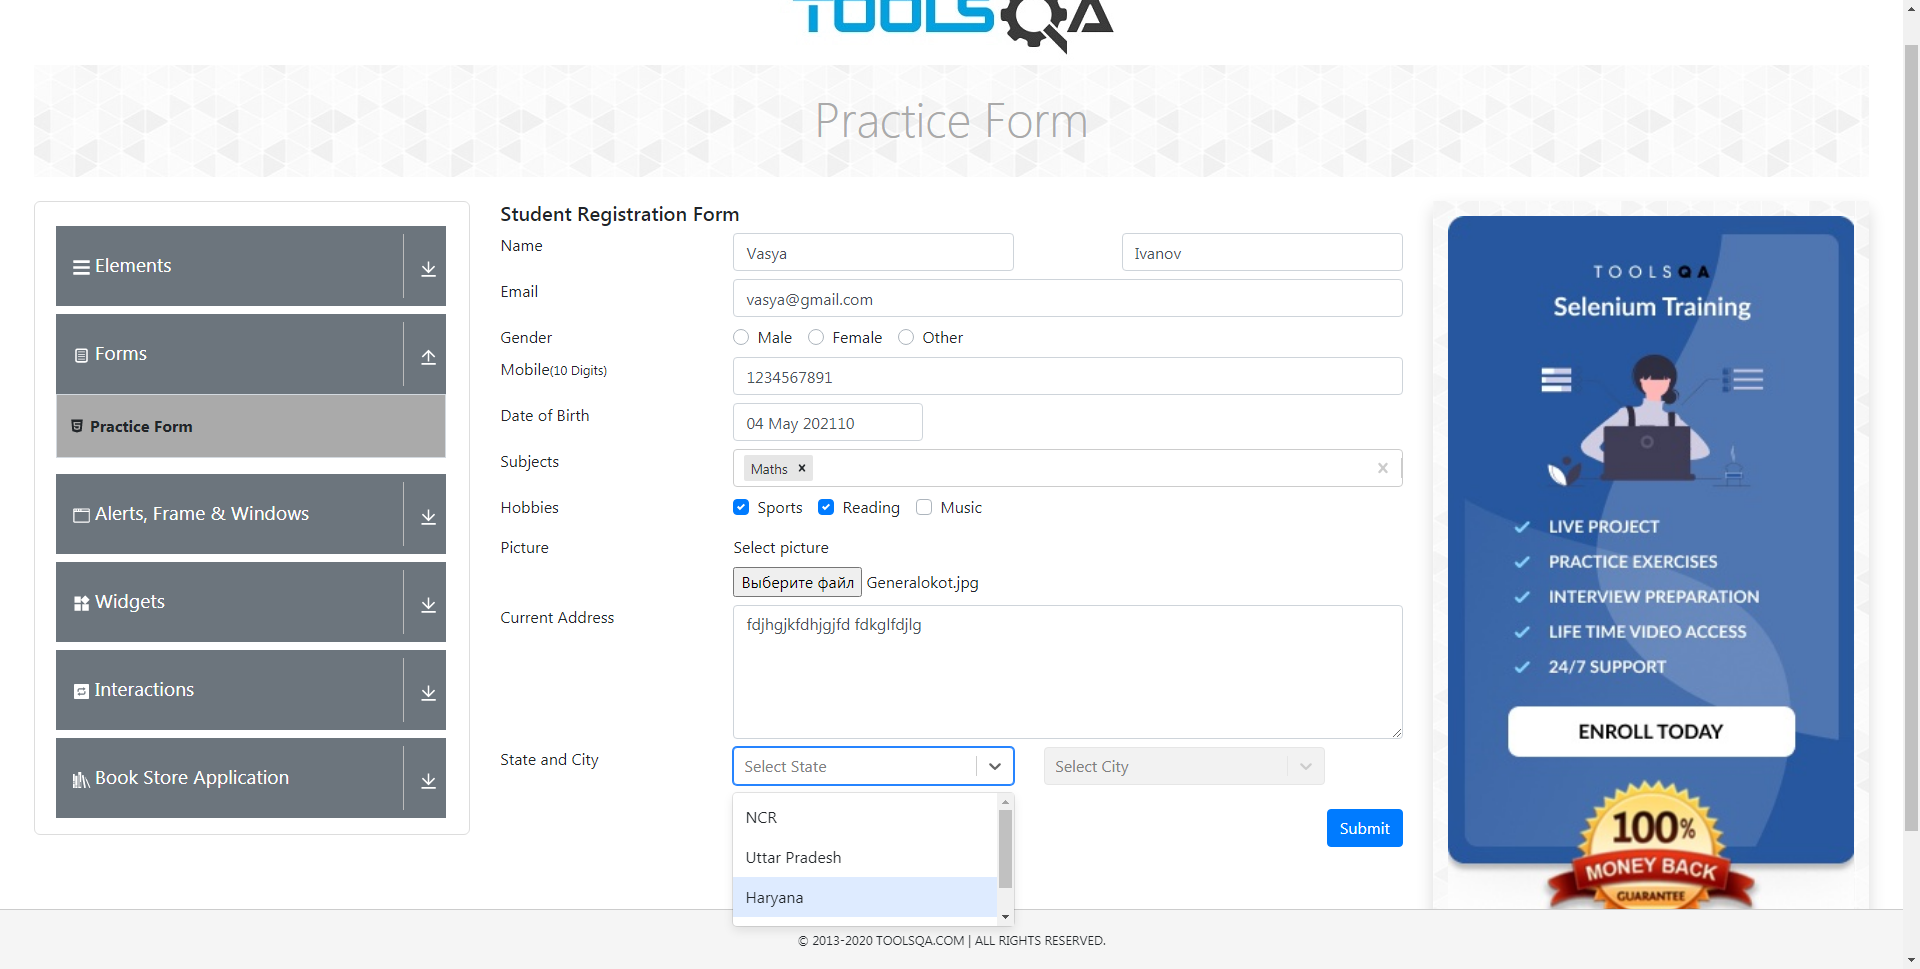 TOOLSQA
Practice Form
Elements
Forms
Practice Form
Alerts, Frame & Windows
Widgets
Interactions
Book Store Application
Student Registration Form
Name Vasya Ivanov
Email vasya@gmail.com
Gender Male Female Other
Mobile(10 Digits) 1234567891
Date of Birth 04 May 202110
Subjects Maths
Hobbies Sports Reading Music
Picture Select picture
Выберите файл Generalokot.jpg
Current Address fdjhgjkfdhjgjfd fdkglfdjlg
State and City Select State Select City
NCR
Uttar Pradesh
Haryana
Submit
TOOLSQA
Selenium Training
LIVE PROJECT
PRACTICE EXERCISES
INTERVIEW PREPARATION
LIFE TIME VIDEO ACCESS
24/7 SUPPORT
ENROLL TODAY
100%
MONEY BACK
GUARANTEE
© 2013-2020 TOOLSQA.COM | ALL RIGHTS RESERVED.